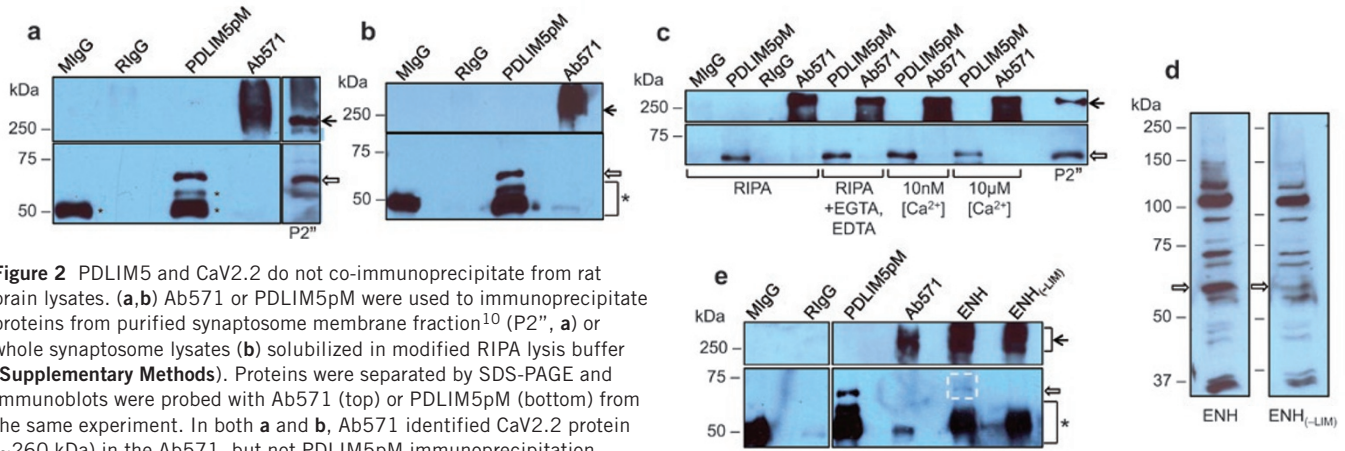 a
MIgG
RIgG
PDLIM5pM
Ab571
kDa
250
75
50
P2"
b
MIgG
RIgG
PDLIM5pM
Ab571
kDa
250
75
50
*
c
MIgG
PDLIM5pM
RIgG
Ab571
PDLIM5pM
Ab571
PDLIM5pM
Ab571
PDLIM5pM
Ab571
kDa
250
75
P2"
RIPA
RIPA
+EGTA,
EDTA
10nM
[Ca²⁺]
10µM
[Ca²⁺]
d
kDa
250
150
100
75
50
37
ENH
ENH(–LIM)
e
MIgG
RIgG
PDLIM5pM
Ab571
ENH
ENH(–LIM)
kDa
250
75
50
*
Figure 2 PDLIM5 and CaV2.2 do not co-immunoprecipitate from rat
brain lysates. (a,b) Ab571 or PDLIM5pM were used to immunoprecipitate
proteins from purified synaptosome membrane fraction¹⁰ (P2", a) or
whole synaptosome lysates (b) solubilized in modified RIPA lysis buffer
(Supplementary Methods). Proteins were separated by SDS-PAGE and
immunoblots were probed with Ab571 (top) or PDLIM5pM (bottom) from
the same experiment. In both a and b, Ab571 identified CaV2.2 protein
260 kDa) in the Ab571, but not PDLIM5pM immunoprecipitation